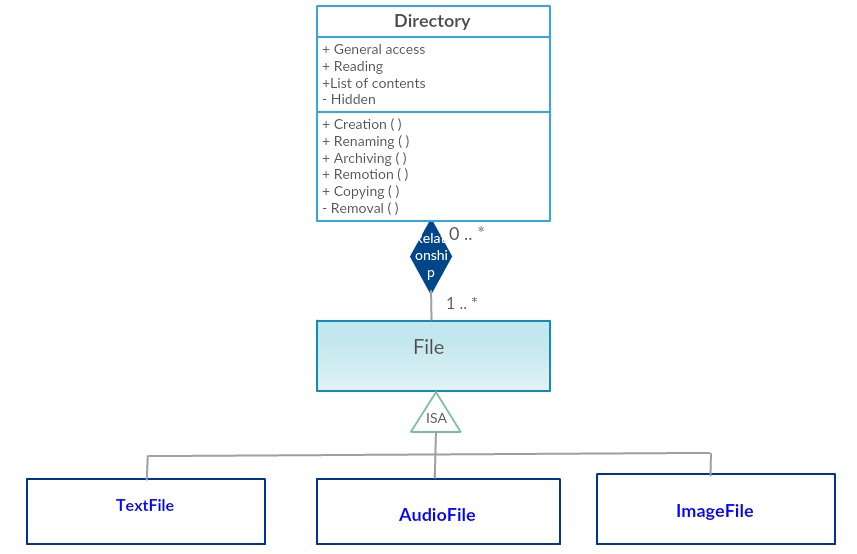 Directory
+ General access
+ Reading
+List of contents
- Hidden
+ Creation ( )
+ Renaming ( )
+ Archiving ( )
+ Remotion ( )
+ Copying ( )
- Removal ( )
0 .. *
elat
onshi
p
1 .. *
File
ISA
TextFile
AudioFile
ImageFile